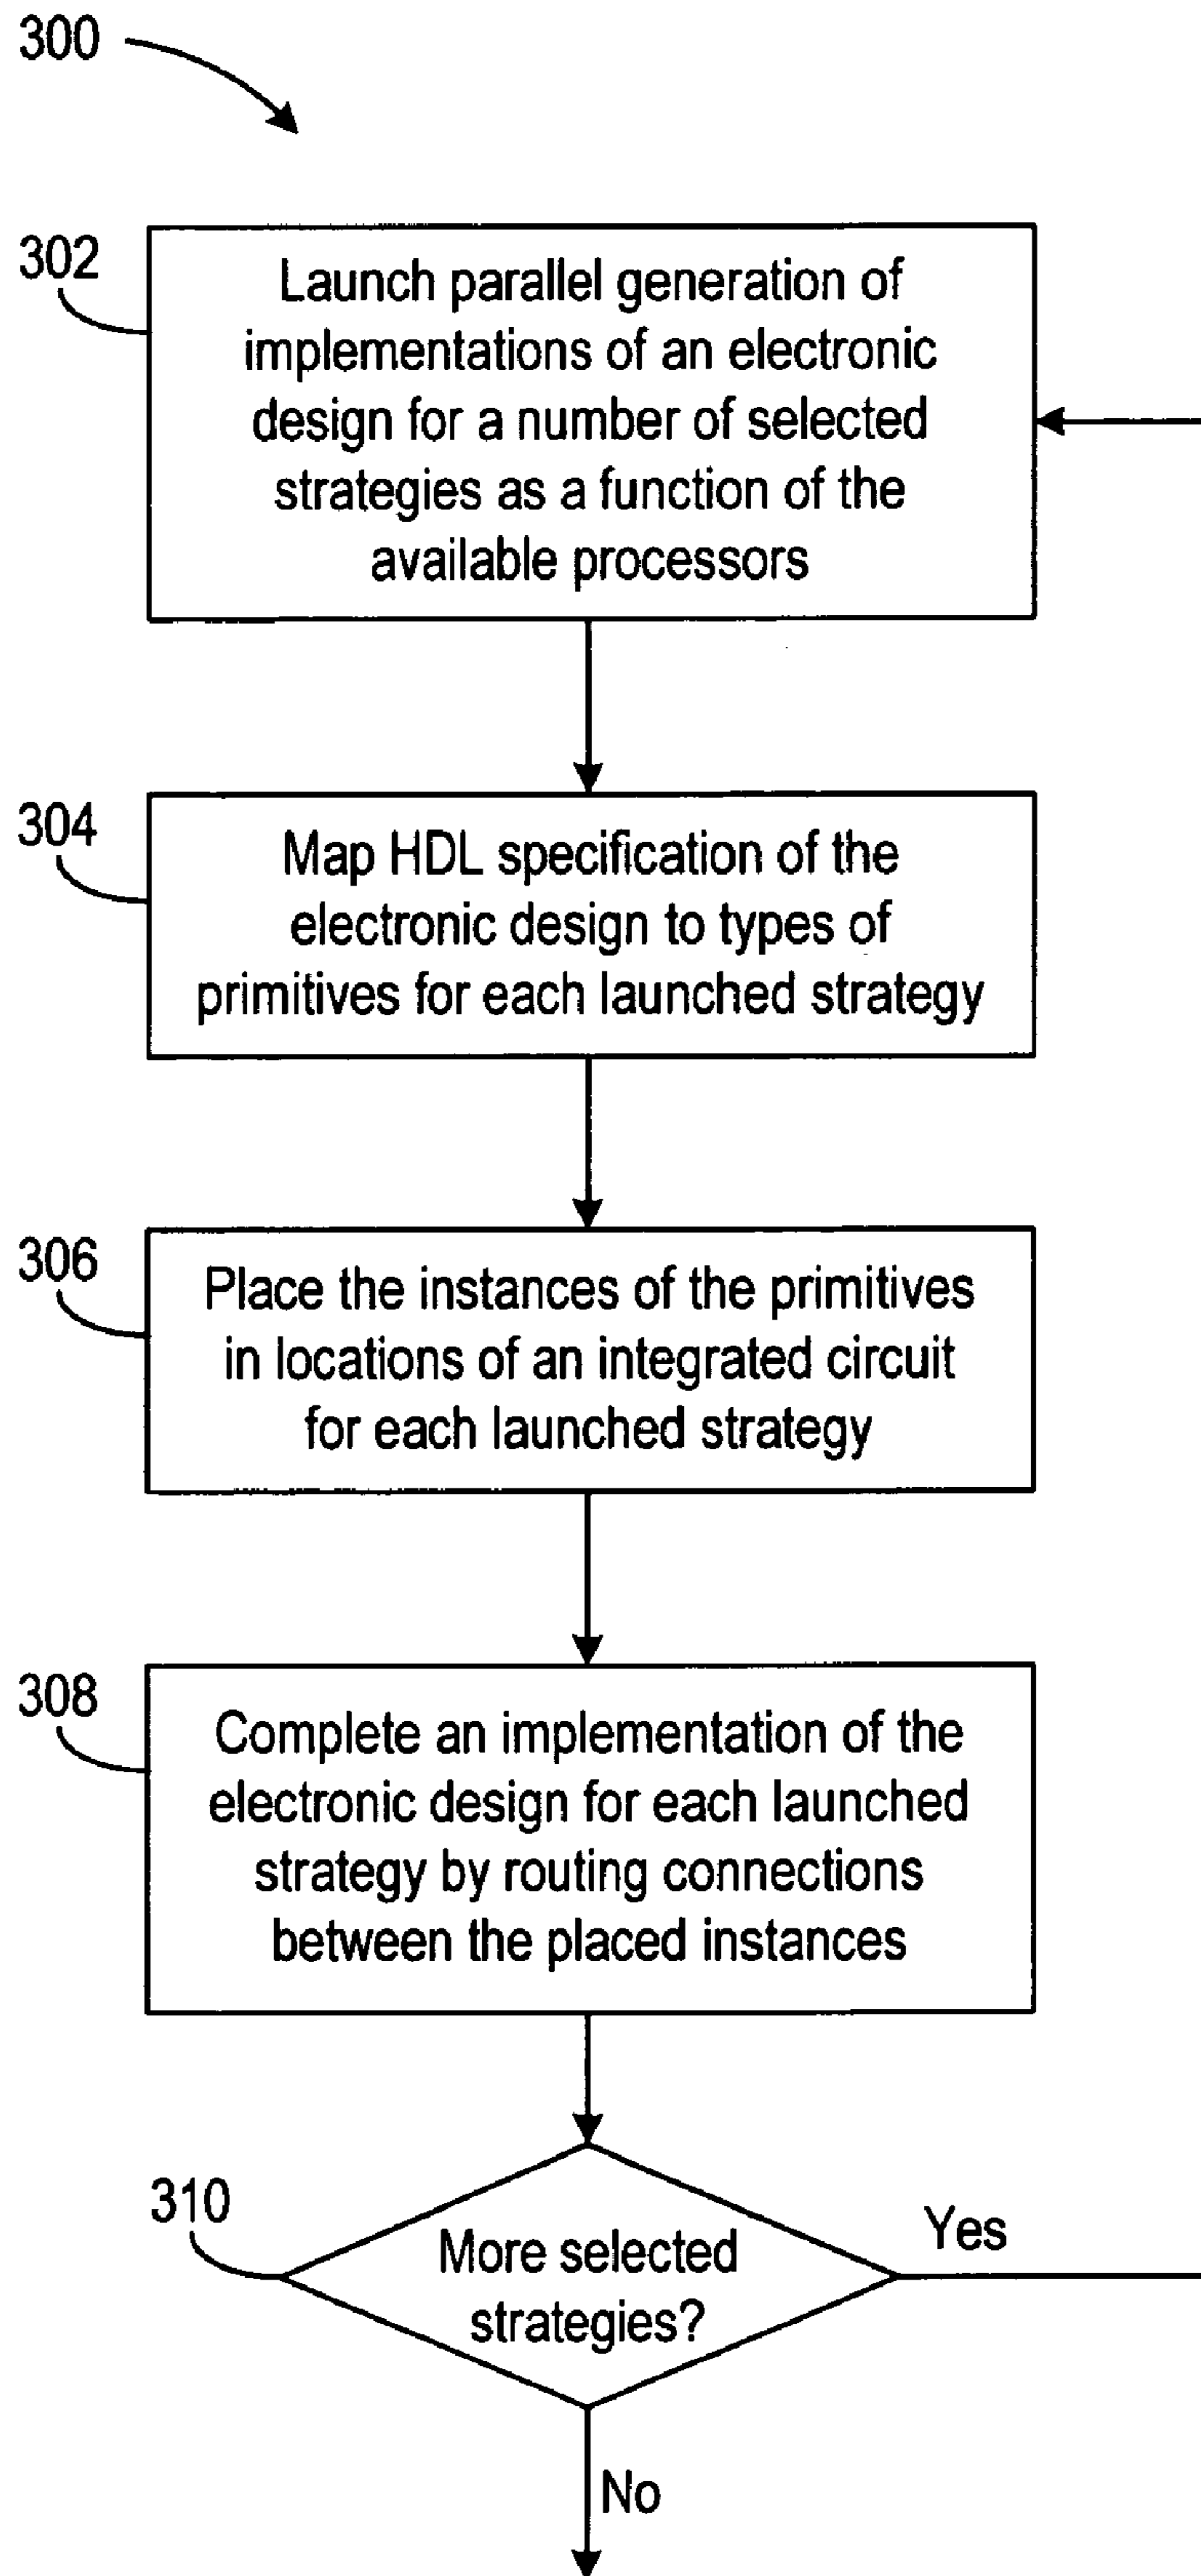 300
302
Launch parallel generation of
implementations of an electronic
design for a number of selected
strategies as a function of the
available processors
304
Map HDL specification of the
electronic design to types of
primitives for each launched strategy
306
Place the instances of the primitives
in locations of an integrated circuit
for each launched strategy
308
Complete an implementation of the
electronic design for each launched
strategy by routing connections
between the placed instances
310
More selected
strategies?
Yes
No